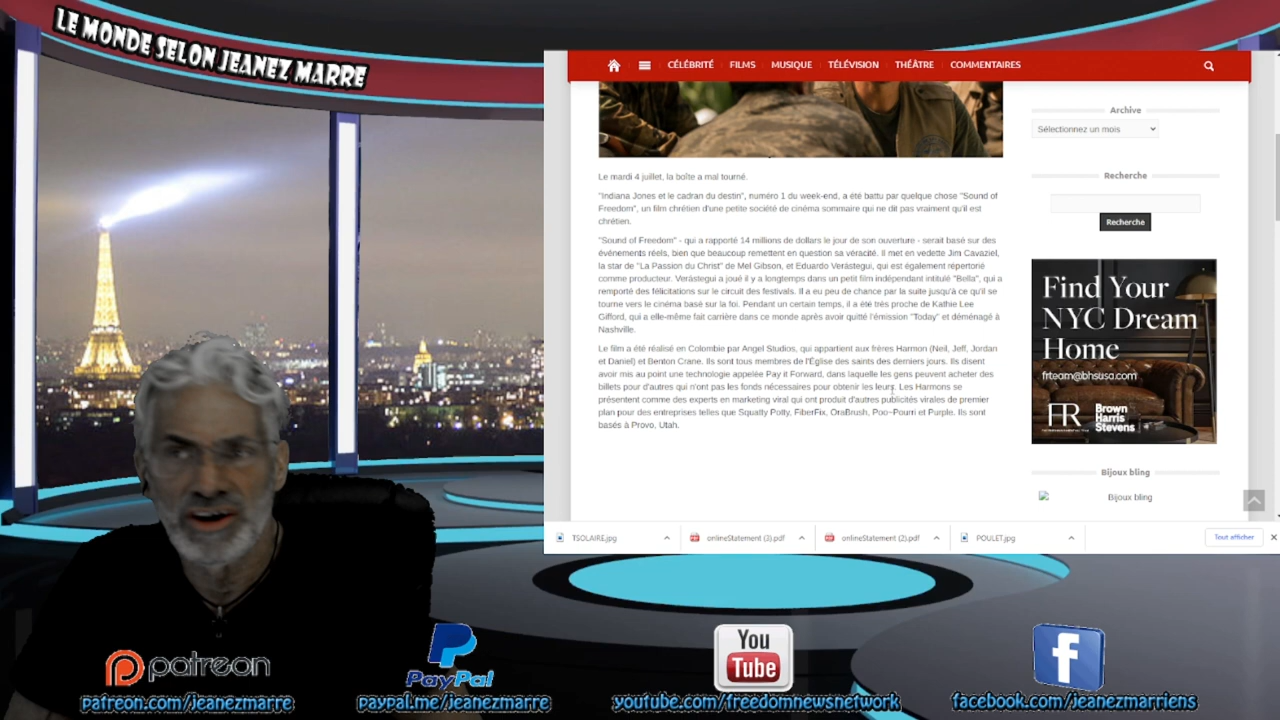 LE MONDE SELON JEANEZ MARRE
CÉLÉBRITÉ FILMS MUSIQUE TÉLÉVISION THÉÂTRE COMMENTAIRES
Le mardi 4 juillet, la boîte a mal tourné.
"Indiana Jones et le cadran du destin", numéro 1 du week-end, a été battu par quelque chose "Sound of
Freedom", un film chrétien d'une petite société de cinéma sommaire qui ne dit pas vraiment qu'il est
chrétien.
"Sound of Freedom" - qui a rapporté 14 millions de dollars le jour de son ouverture - serait basé sur des
événements réels, bien que beaucoup remettent en question sa véracité. Il met en vedette Jim Cavaziel,
la star de "La Passion du Christ" de Mel Gibson, et Eduardo Verástegui, qui est également répertorié
comme producteur. Verástegui a joué il y a longtemps dans un petit film indépendant intitulé "Bella", qui a
remporté des félicitations sur le circuit des festivals. Il a eu peu de chance par la suite jusqu'à ce qu'il se
tourne vers le cinéma basé sur la foi. Pendant un certain temps, il a été très proche de Kathie Lee
Gifford, qui a elle-même fait carrière dans ce monde après avoir quitté l'émission "Today" et déménagé à
Nashville.
Le film a été réalisé en Colombie par Angel Studios, qui appartient aux frères Harmon (Neil, Jeff, Jordan
et Daniel) et Benton Crane. Ils sont tous membres de l'Église des saints des derniers jours. Ils disent
avoir mis au point une technologie appelée Pay it Forward, dans laquelle les gens peuvent acheter des
billets pour d'autres qui n'ont pas les fonds nécessaires pour obtenir les leurs. Les Harmons se
présentent comme des experts en marketing viral qui ont produit d'autres publicités virales de premier
plan pour des entreprises telles que Squatty Potty, FiberFix, OraBrush, Poo~Pourri et Purple. Ils sont
basés à Provo, Utah.
Archive
Sélectionnez un mois
Recherche
Recherche
Find Your
NYC Dream
Home
frteam@bhsusa.com
FR
Brown
Harris
Stevens
Bijoux bling
Bijoux bling
TSOLAIRE.jpg onlineStatement (3).pdf onlineStatement (2).pdf POULET.jpg Tout afficher
patreon
PayPal
You
Tube
f
patreon.com/jeanezmarre
paypal.me/jeanezmarre
youtube.com/freedomnewsnetwork
facebook.com/jeanezmarriens